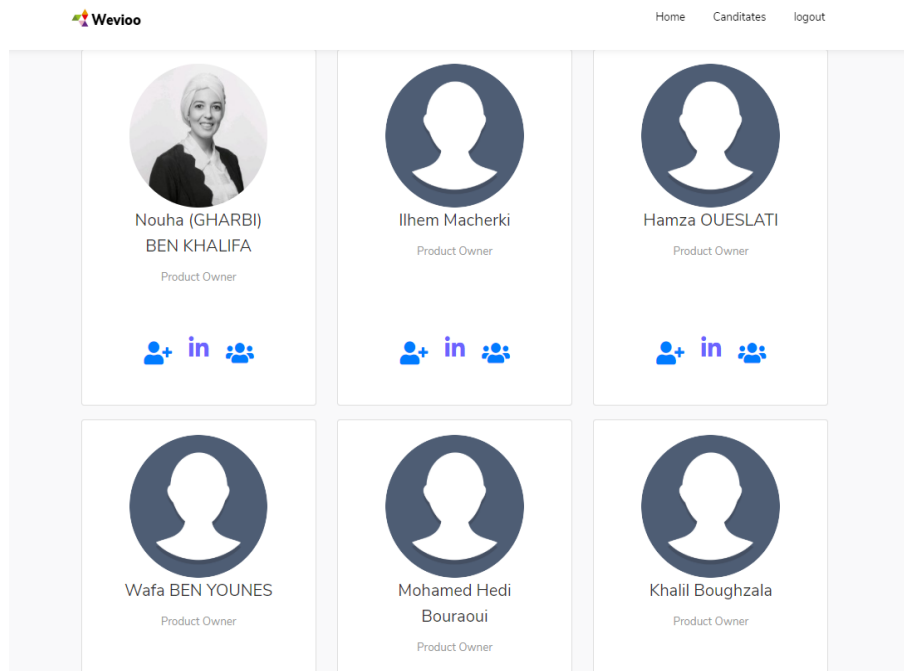 Wevioo
Home Canditates logout
Nouha (GHARBI)
BEN KHALIFA
Product Owner
Ilhem Macherki
Product Owner
Hamza OUESLATI
Product Owner
in
in
in
Wafa BEN YOUNES
Product Owner
Mohamed Hedi
Bouraoui
Product Owner
Khalil Boughzala
Product Owner